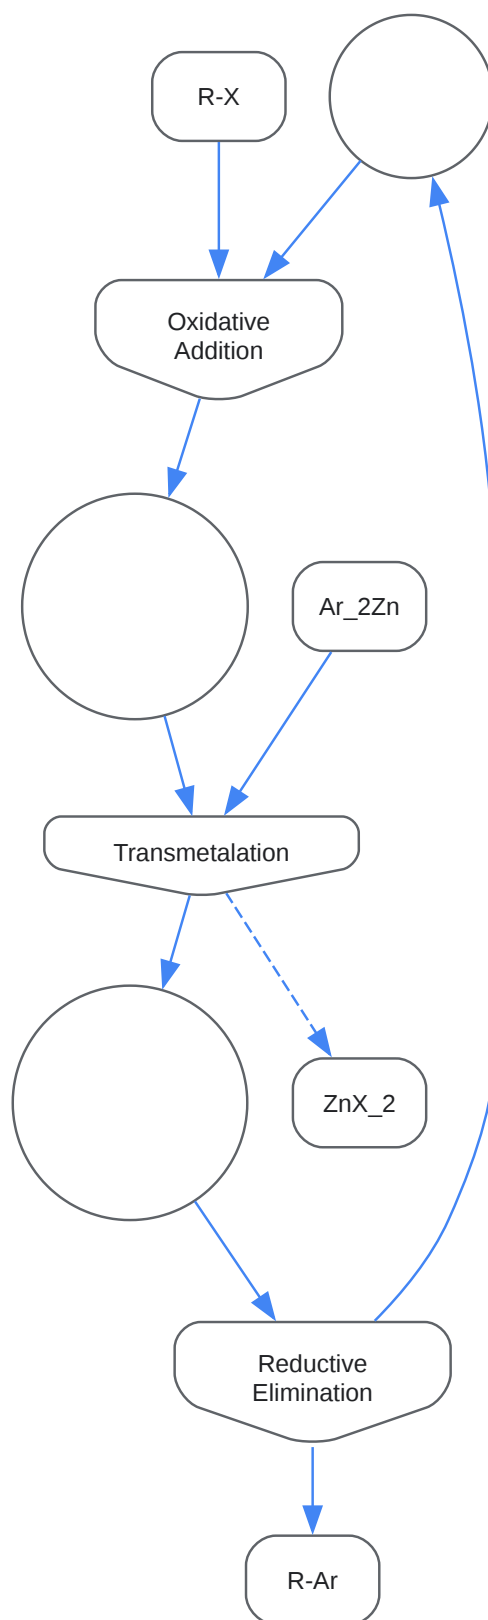 R-X
Oxidative
Addition
Ar_2Zn
Transmetalation
ZnX_2
Reductive
Elimination
R-Ar